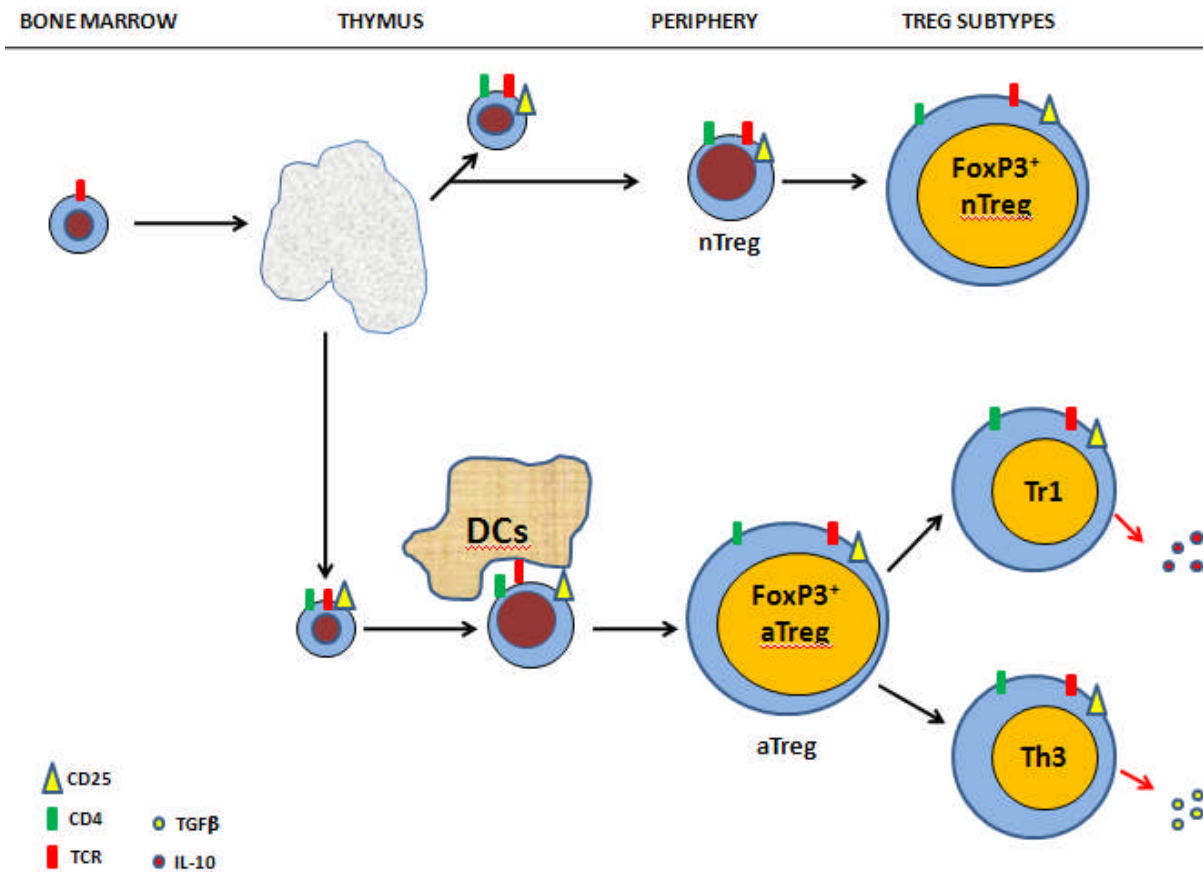 BONE MARROW
THYMUS
PERIPHERY
TREG SUBTYPES
FoxP3⁺
nTreg
nTreg
DCs
FoxP3⁺
aTreg
aTreg
Tr1
Th3
CD25
CD4
TCR
TGFβ
IL-10